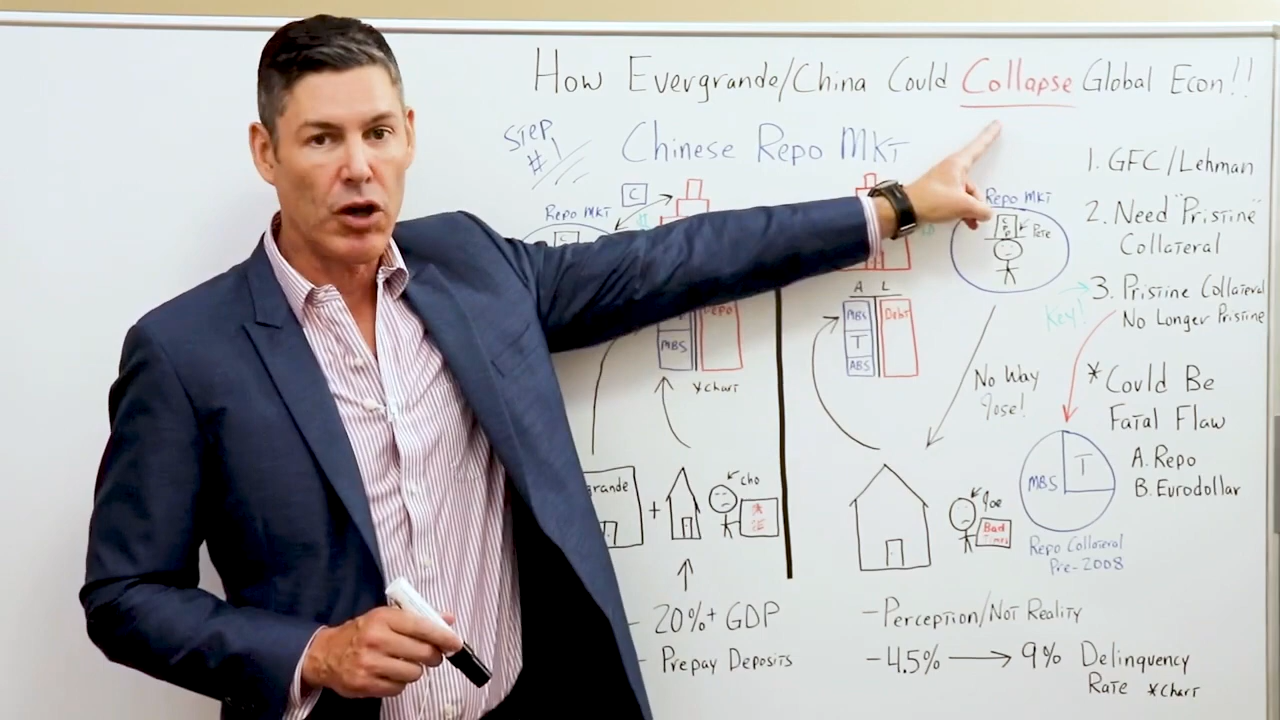 How Evergrande/China Could Collapse Global Econ!!
STEP #1
Chinese Repo MKT
C
Repo MKT
C
MBS
*Chart
grande
+
cho
- 20%+ GDP
- Prepay Deposits
Repo MKT
Pete
A L
MBS
T
ABS
Debt
No Way
Jose!
Joe
Bad
Times
- Perception/Not Reality
- 4.5% → 9% Delinquency
Rate *Chart
1. GFC/Lehman
2. Need "Pristine"
Collateral
Key!
3. Pristine Collateral
No Longer Pristine
* Could Be
Fatal Flaw
A. Repo
B. Eurodollar
MBS
T
Repo Collateral
Pre-2008